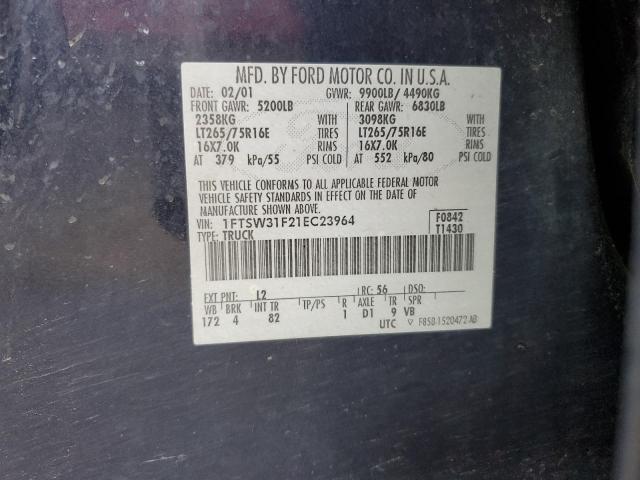 MFD. BY FORD MOTOR CO. IN U.S.A.
DATE: 02/01 GVWR: 9900LB/ 4490KG
FRONT GAWR: 5200LB REAR GAWR: 6830LB
2358KG WITH 3098KG WITH
LT265/75R16E TIRES LT265/75R16E TIRES
16X7.0K RIMS 16X7.0K RIMS
AT 379 kPa/55 PSI COLD AT 552 kPa/80 PSI COLD
THIS VEHICLE CONFORMS TO ALL APPLICABLE FEDERAL MOTOR
VEHICLE SAFETY STANDARDS IN EFFECT ON THE DATE OF
MANUFACTURE SHOWN ABOVE.
VIN: 1FTSW31F21EC23964 F0842
TYPE: TRUCK T1430
EXT PNT: L2 RC: 56 DSO:
WB BRK INT TR TP/PS R AXLE TR SPR
172 4 82 1 D1 9 VB
UTC F85B-1520472-AB